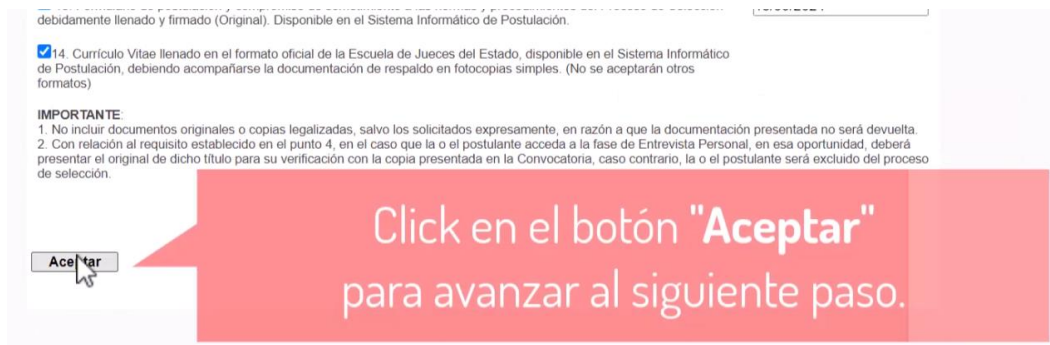 debidamente llenado y firmado (Original). Disponible en el Sistema Informático de Postulación.
14. Currículo Vitae llenado en el formato oficial de la Escuela de Jueces del Estado, disponible en el Sistema Informático
de Postulación, debiendo acompañarse la documentación de respaldo en fotocopias simples. (No se aceptarán otros
formatos)
IMPORTANTE:
1. No incluir documentos originales o copias legalizadas, salvo los solicitados expresamente, en razón a que la documentación presentada no será devuelta.
2. Con relación al requisito establecido en el punto 4, en el caso que la o el postulante acceda a la fase de Entrevista Personal, en esa oportunidad, deberá
presentar el original de dicho título para su verificación con la copia presentada en la Convocatoria, caso contrario, la o el postulante será excluido del proceso
de selección.
Click en el botón "Aceptar"
para avanzar al siguiente paso.
Aceptar